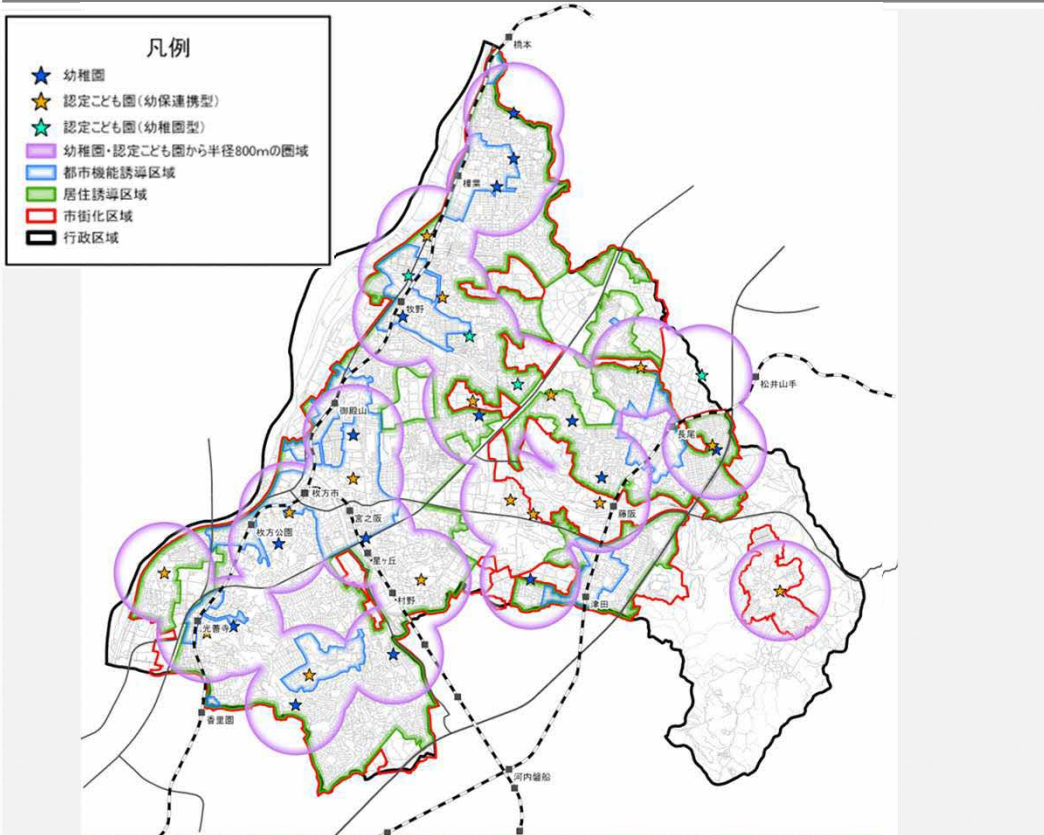 凡例
幼稚園
認定こども園(幼保連携型)
認定こども園(幼稚園型)
幼稚園・認定こども園から半径800mの圏域
都市機能誘導区域
居住誘導区域
市街化区域
行政区域
橋本
樟葉
牧野
松井山手
御殿山
長尾
枚方市
藤阪
宮之阪
枚方公園
星ヶ丘
村野
津田
光善寺
香里園
河内磐船